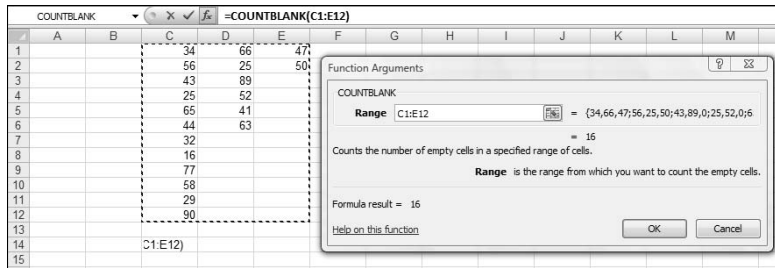 COUNTBLANK =COUNTBLANK(C1:E12)
A B C D E F G H I J K L M
1 34 66 47
2 56 25 50
3 43 89
4 25 52
5 65 41
6 44 63
7 32
8 16
9 77
10 58
11 29
12 90
13
14 C1:E12)
15
Function Arguments
COUNTBLANK
Range C1:E12 = {34,66,47;56,25,50;43,89,0;25,52,0;6
= 16
Counts the number of empty cells in a specified range of cells.
Range is the range from which you want to count the empty cells.
Formula result = 16
Help on this function OK Cancel